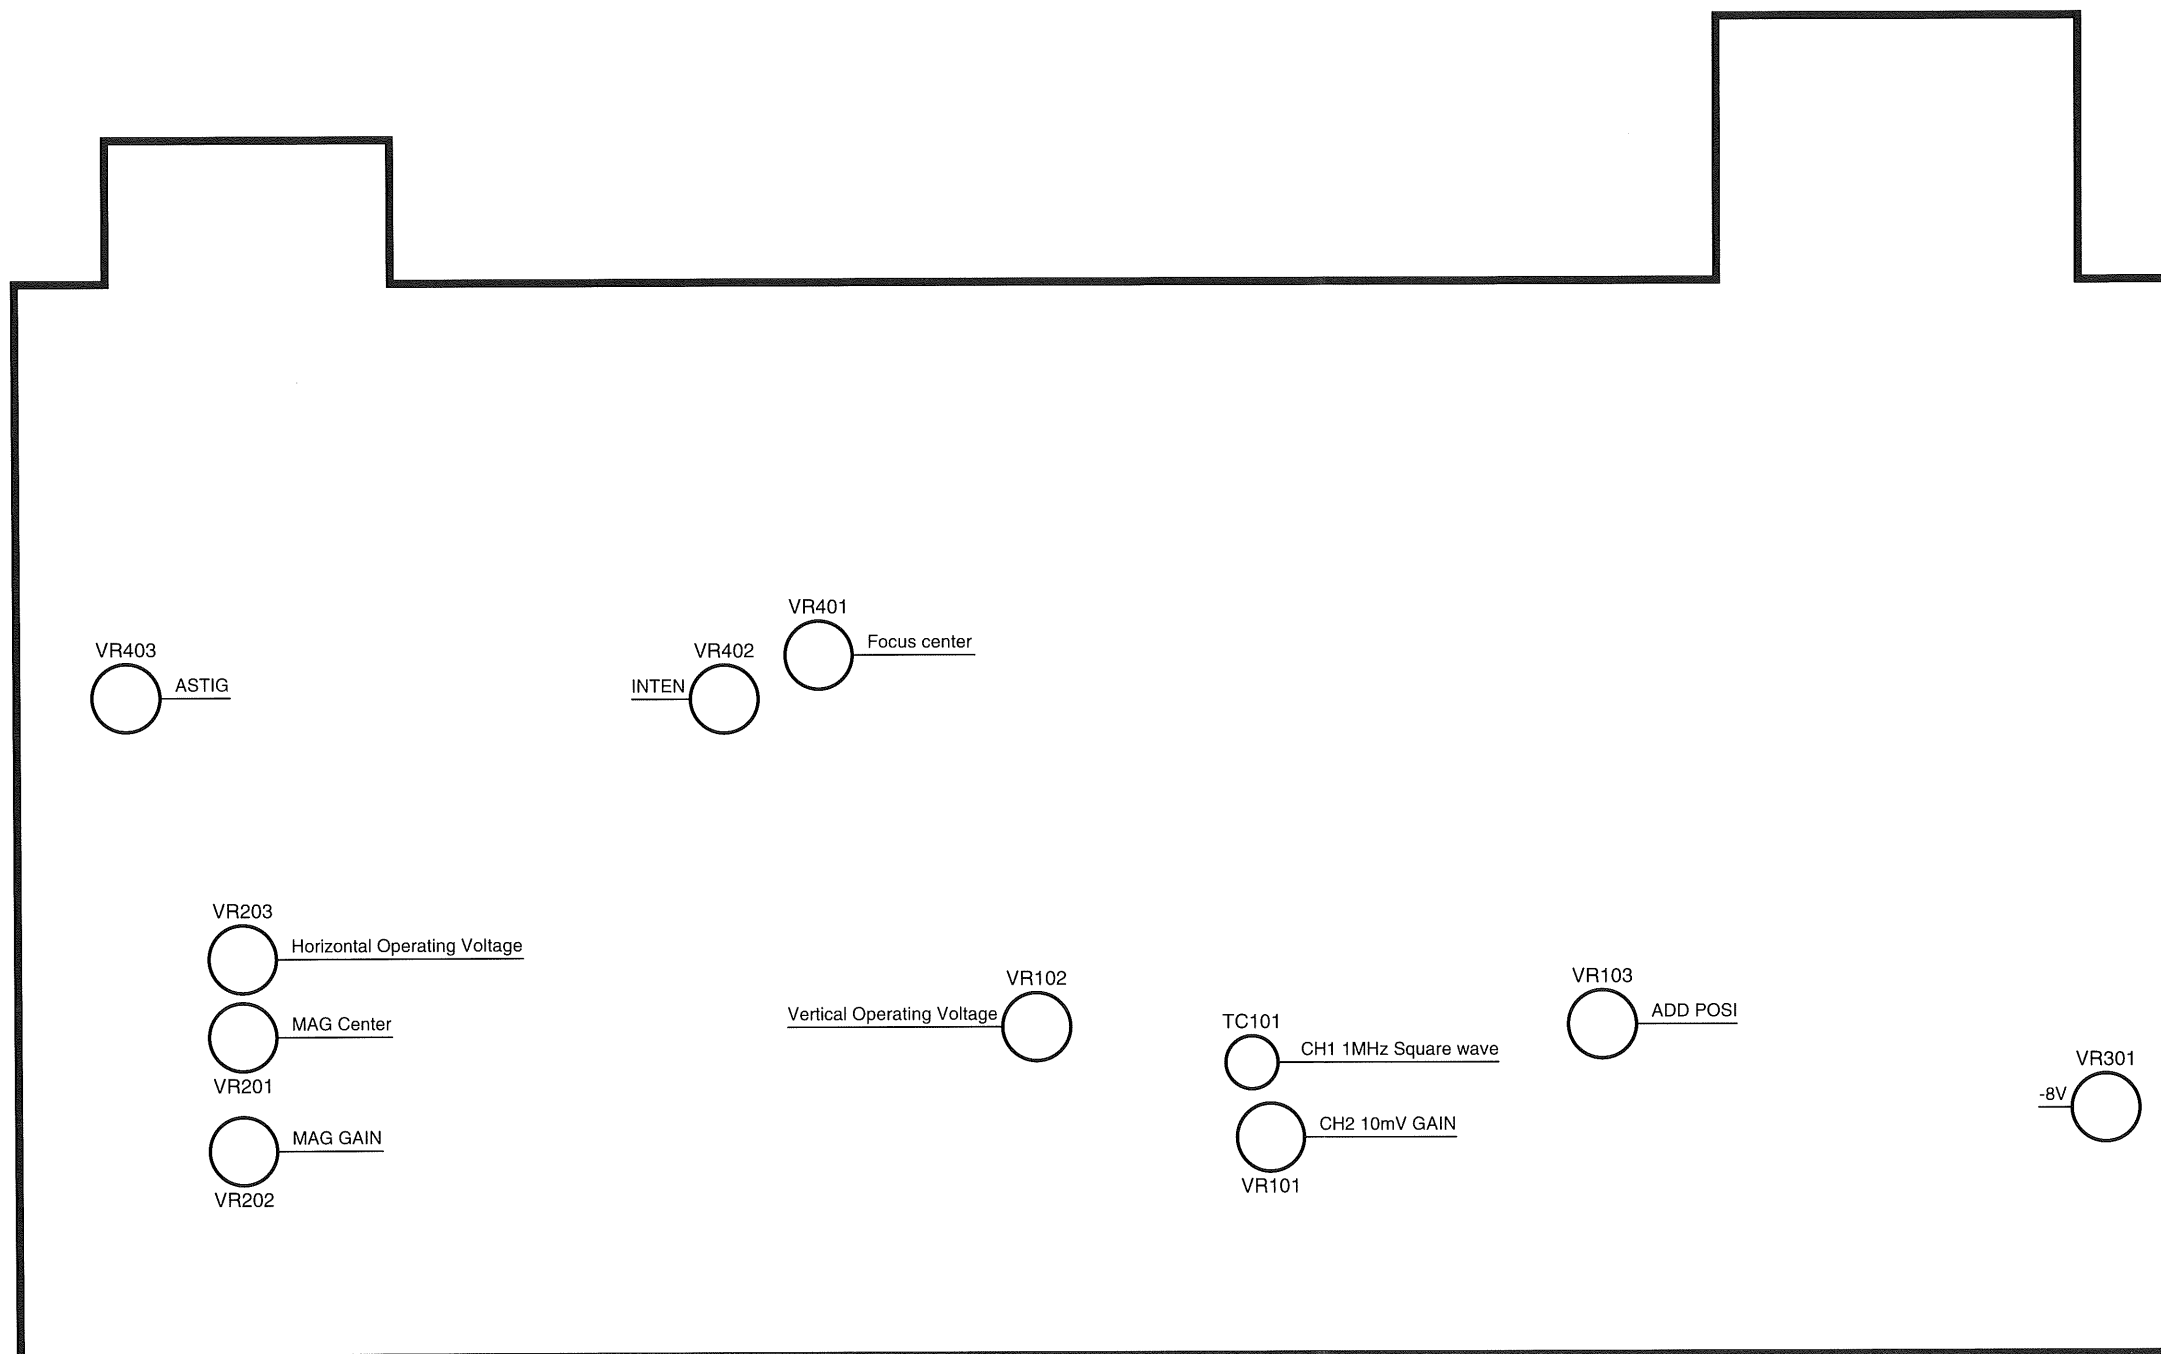 VR401
Focus center
VR403
ASTIG
VR402
INTEN
VR203
Horizontal Operating Voltage
MAG Center
VR201
MAG GAIN
VR202
VR102
Vertical Operating Voltage
TC101
CH1 1MHz Square wave
CH2 10mV GAIN
VR101
VR103
ADD POSI
VR301
-8V